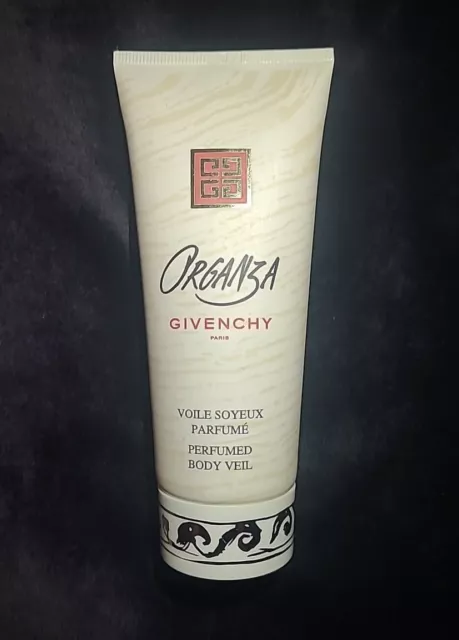 ORGANZA
GIVENCHY
PARIS
VOILE SOYEUX
PARFUMÉ
PERFUMED
BODY VEIL